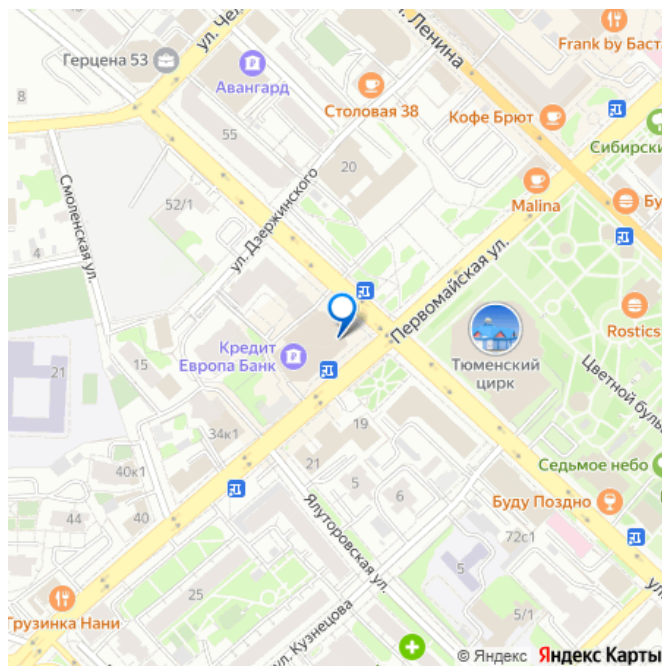 Герцена 53
ул. Че
Авангард
. Ленина
Frank by Баст
8
Столовая 38
Кофе Брют
55
20
Сибирски
Malina
Бу
Смоленская ул.
52/1
ул. Дзержинского
4
Первомайская ул.
Rostics
Кредит
Европа Банк
Тюменский
цирк
Цветной буль
15
21
34к1
19
40к1
21
5
6
Седьмое небо
Буду Поздно
44
40
Ялуторовская ул.
72с1
25
5
ул.
Грузинка Нани
ул. Кузнецова
5/1
© Яндекс Яндекс Карты